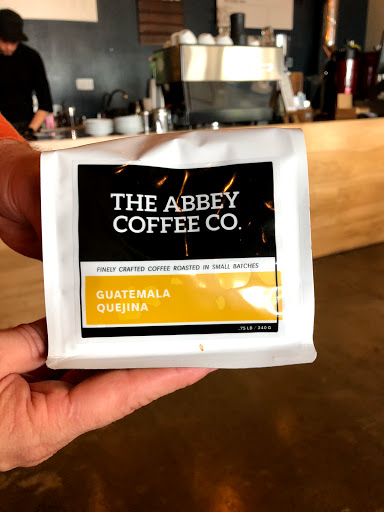 THE ABBEY
COFFEE CO.
FINELY CRAFTED COFFEE ROASTED IN SMALL BATCHES
GUATEMALA
QUEJINA
.75 LB / 340 G